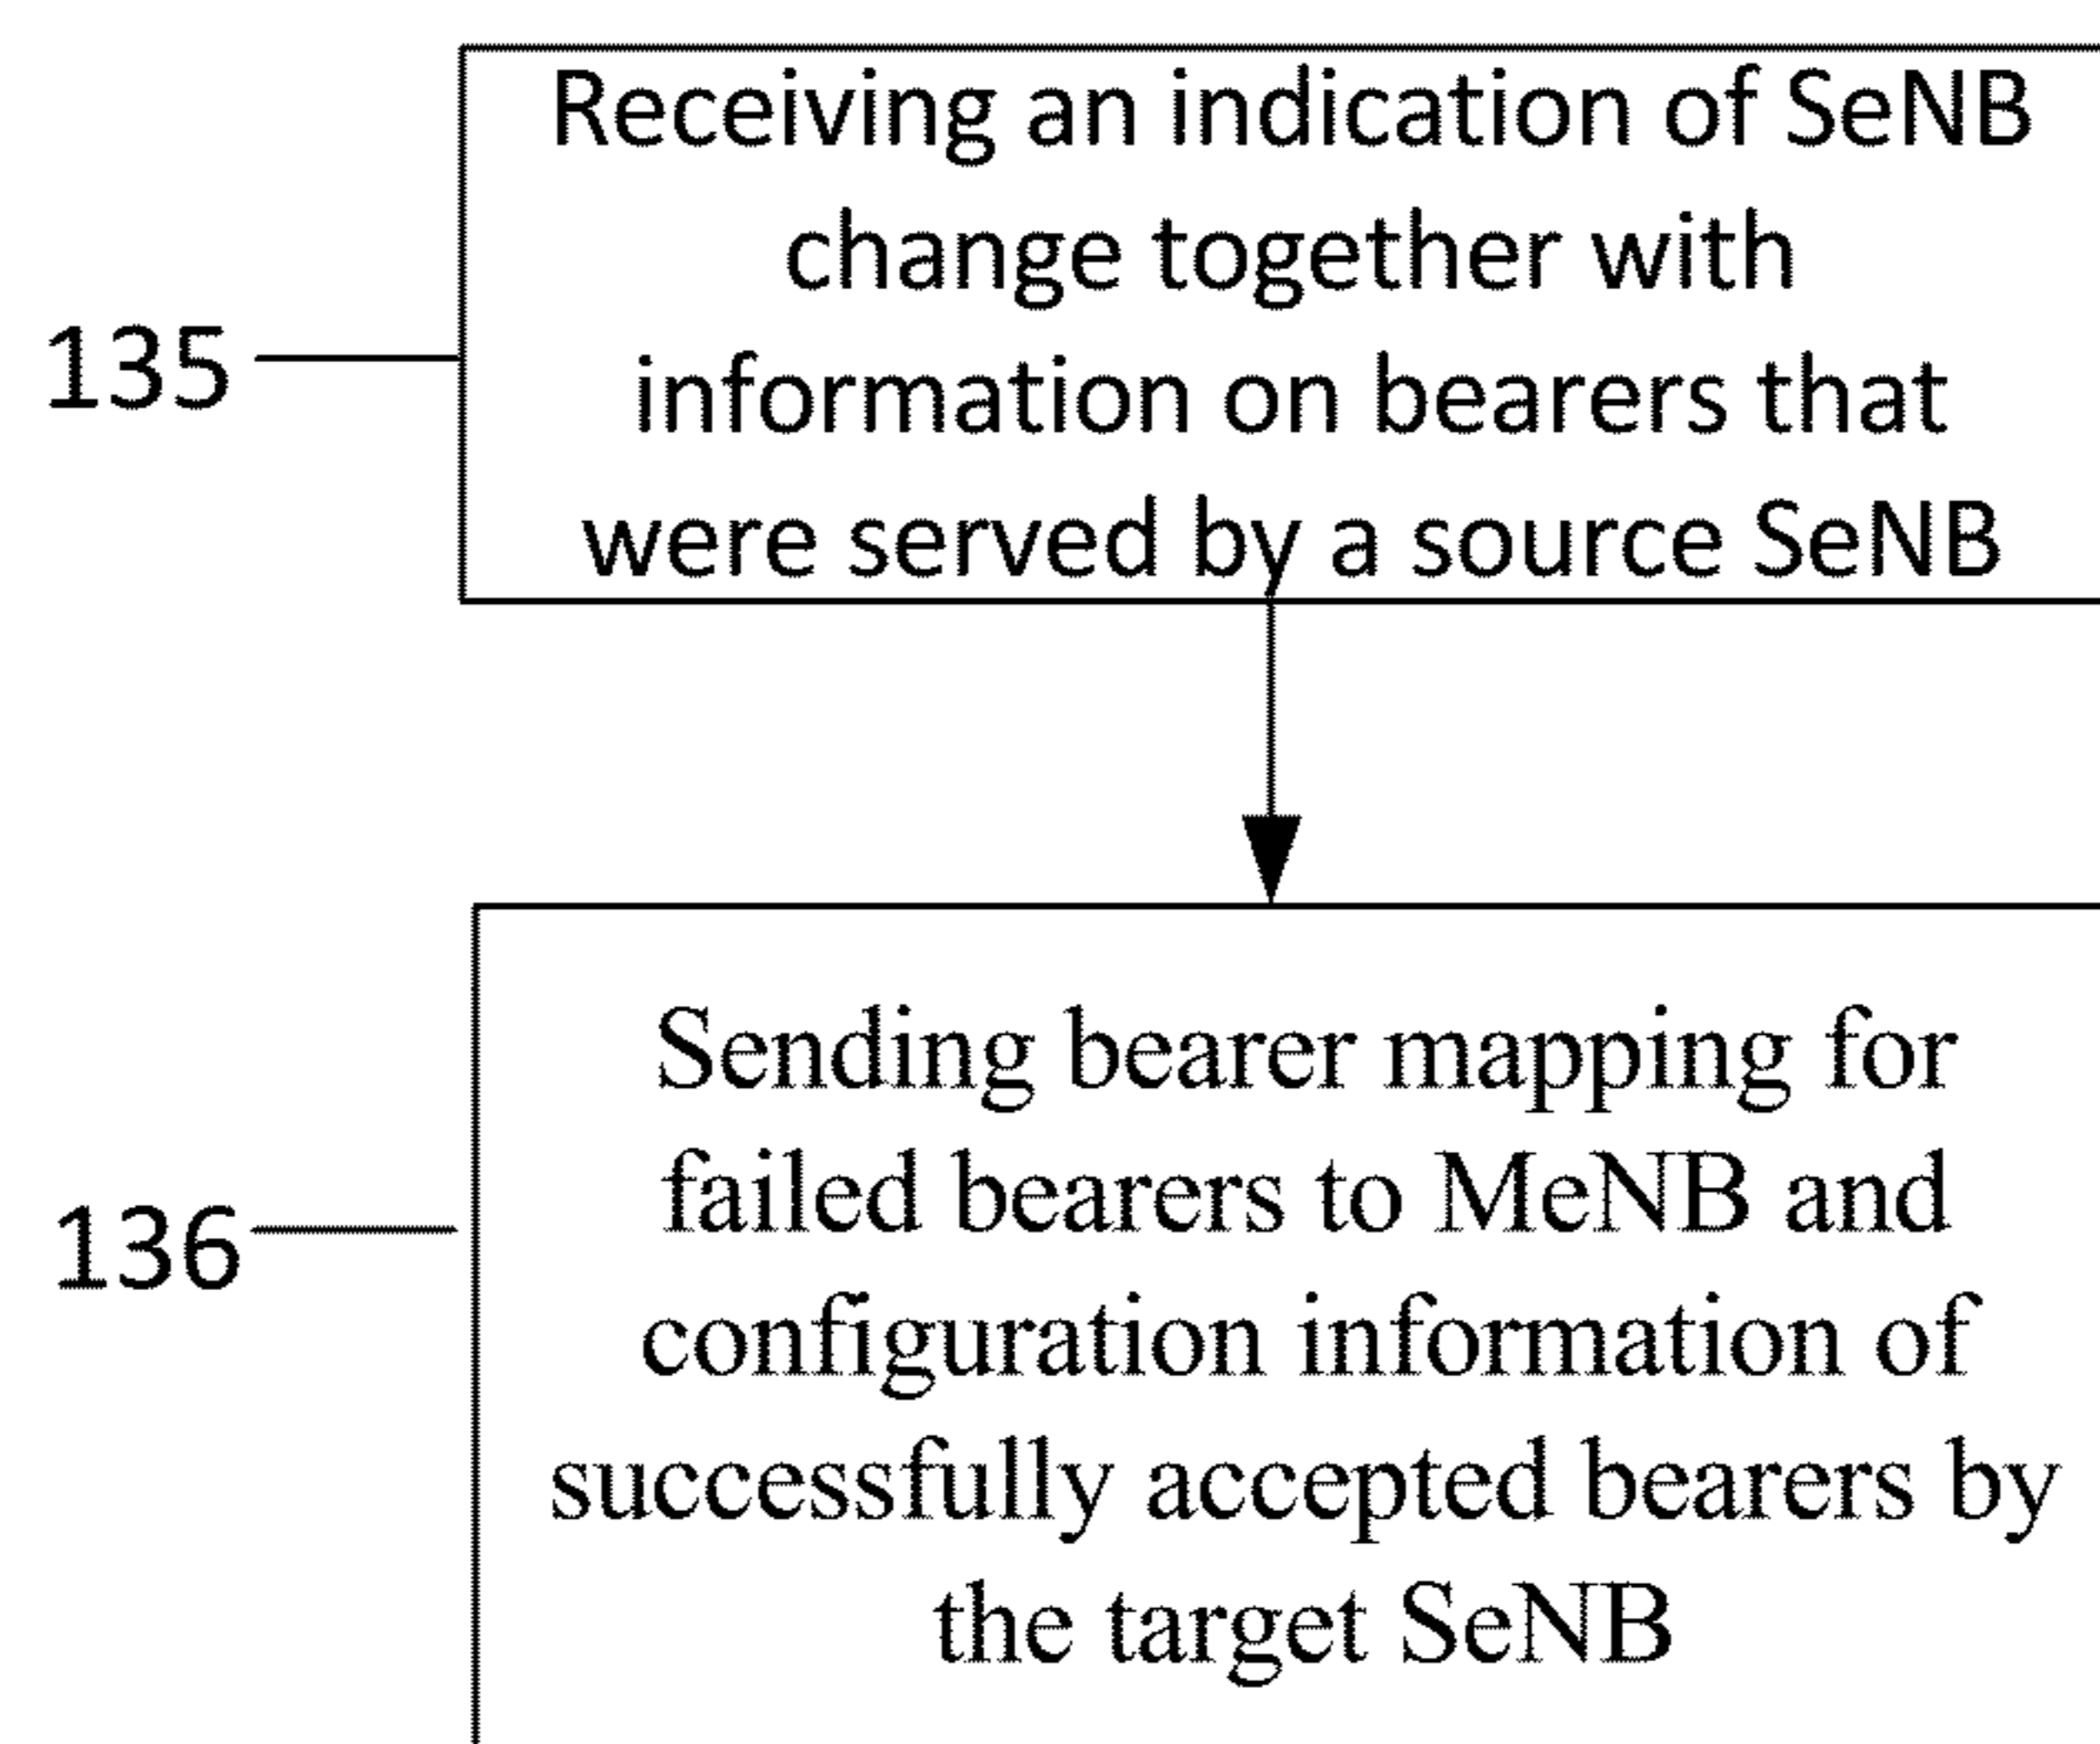 Receiving an indication of SeNB
change together with
135
information on bearers that
were served by a source SeNB
Sending bearer mapping for
failed bearers to MeNB and
136
configuration information of
successfully accepted bearers by
the target SeNB